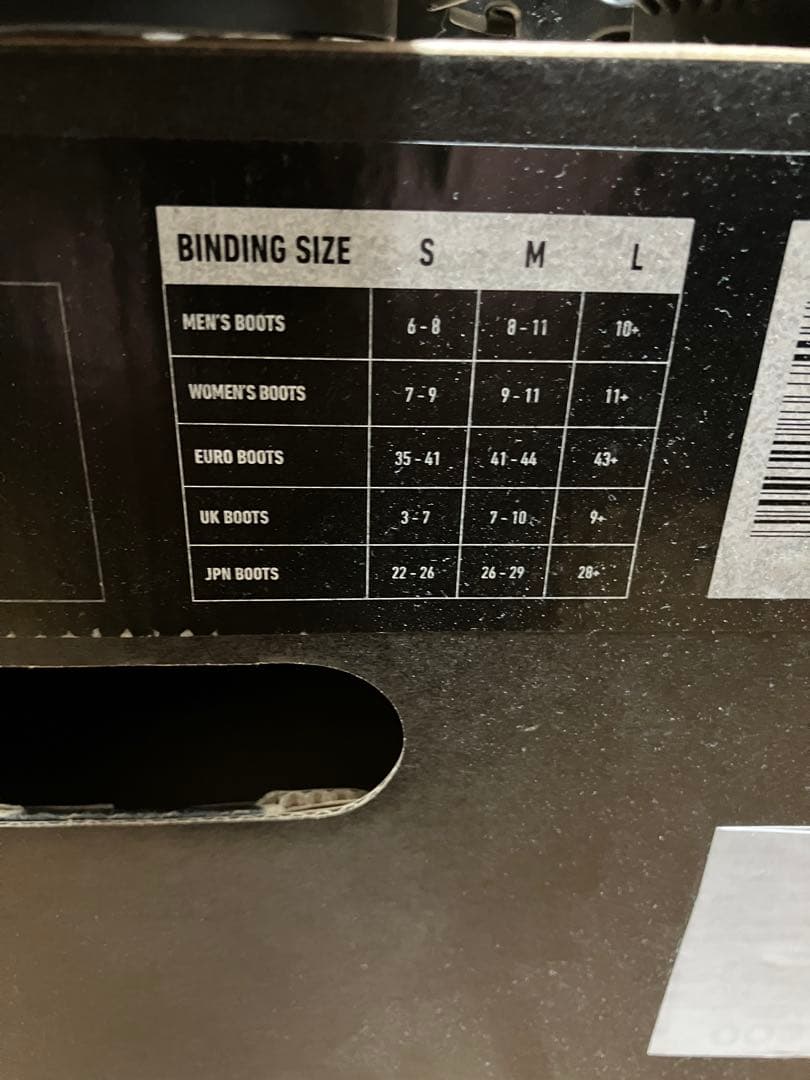 BINDING SIZE S M L
MEN'S BOOTS 6-8 8-11 10+
WOMEN'S BOOTS 7-9 9-11 11+
EURO BOOTS 35-41 41-44 43+
UK BOOTS 3-7 7-10 9+
JPN BOOTS 22-26 26-29 28+